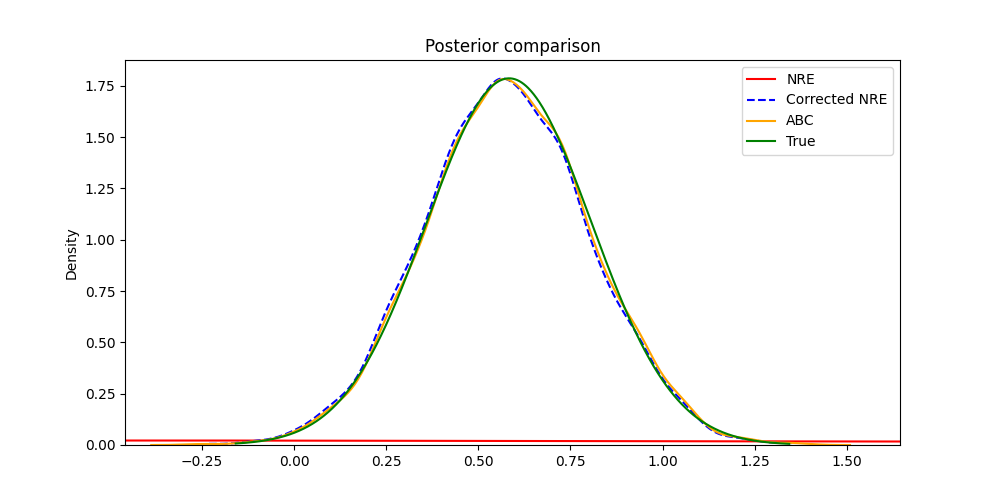 Posterior comparison
NRE
Corrected NRE
ABC
True
Density
1.75
1.50
1.25
1.00
0.75
0.50
0.25
0.00
−0.25 0.00 0.25 0.50 0.75 1.00 1.25 1.50